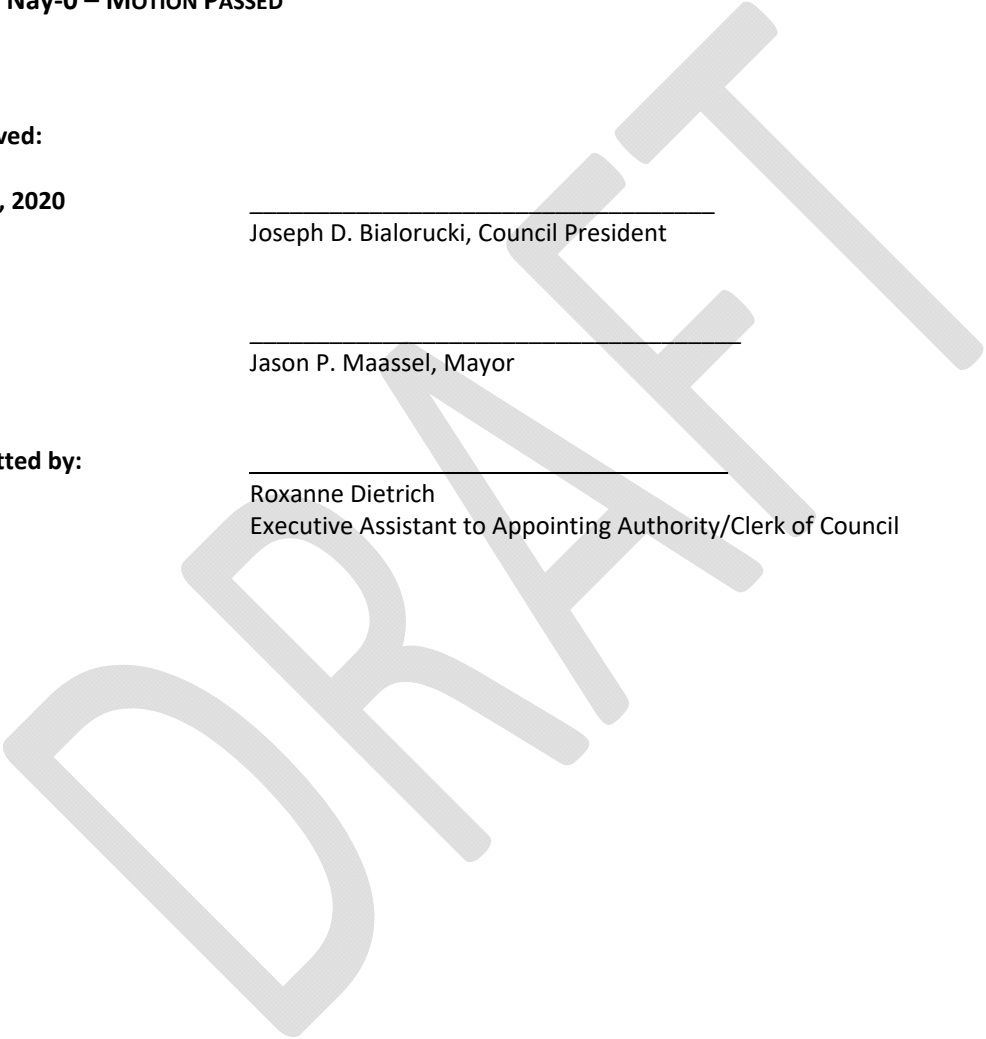 Nay-0 – MOTION PASSED
ved:
, 2020
Joseph D. Bialorucki, Council President
Jason P. Maassel, Mayor
tted by:
Roxanne Dietrich
Executive Assistant to Appointing Authority/Clerk of Council
DRAFT